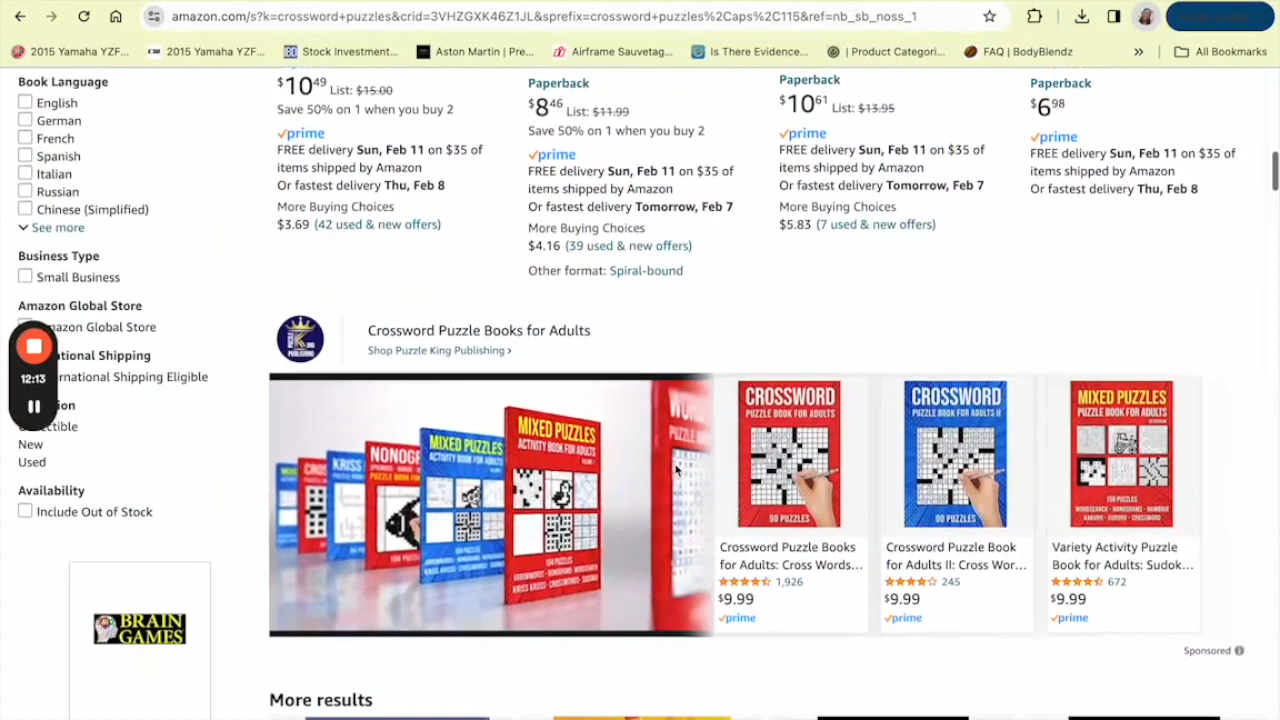 amazon.com/s?k=crossword+puzzles&crid=3VHZGXK46Z1JL&sprefix=crossword+puzzles%2Caps%2C115&ref=nb_sb_noss_1
2015 Yamaha YZF...
2015 Yamaha YZF...
Stock Investment...
Aston Martin | Pre...
Airframe Sauvetag...
Is There Evidence...
| Product Categori...
FAQ | BodyBlendz
»
All Bookmarks
Book Language
English
German
French
Spanish
Italian
Russian
Chinese (Simplified)
See more
Business Type
Small Business
Amazon Global Store
mazon Global Store
national Shipping
ernational Shipping Eligible
New
Used
Availability
Include Out of Stock
12:13
BRAIN
GAMES
$10.49 List: $15.00
Save 50% on 1 when you buy 2
prime
FREE delivery Sun, Feb 11 on $35 of
items shipped by Amazon
Or fastest delivery Thu, Feb 8
More Buying Choices
$3.69 (42 used & new offers)
Paperback
$8.46 List: $11.99
Save 50% on 1 when you buy 2
prime
FREE delivery Sun, Feb 11 on $35 of
items shipped by Amazon
Or fastest delivery Tomorrow, Feb 7
More Buying Choices
$4.16 (39 used & new offers)
Other format: Spiral-bound
Paperback
$10.61 List: $13.95
prime
FREE delivery Sun, Feb 11 on $35 of
items shipped by Amazon
Or fastest delivery Tomorrow, Feb 7
More Buying Choices
$5.83 (7 used & new offers)
Paperback
$6.98
prime
FREE delivery Sun, Feb 11 on $35 of
items shipped by Amazon
Or fastest delivery Thu, Feb 8
Crossword Puzzle Books for Adults
Shop Puzzle King Publishing ›
MIXED PUZZLES
ACTIVITY BOOK FOR ADULTS
MIXED PUZZLES
ACTIVITY BOOK FOR ADULTS
CROSSWORD
PUZZLE BOOK FOR ADULTS
90 PUZZLES
CROSSWORD
PUZZLE BOOK FOR ADULTS II
90 PUZZLES
MIXED PUZZLES
PUZZLE BOOK FOR ADULTS
156 PUZZLES
Crossword Puzzle Books
for Adults: Cross Words...
1,926
$9.99
prime
Crossword Puzzle Book
for Adults II: Cross Wor...
245
$9.99
prime
Variety Activity Puzzle
Book for Adults: Sudok...
672
$9.99
prime
Sponsored
More results